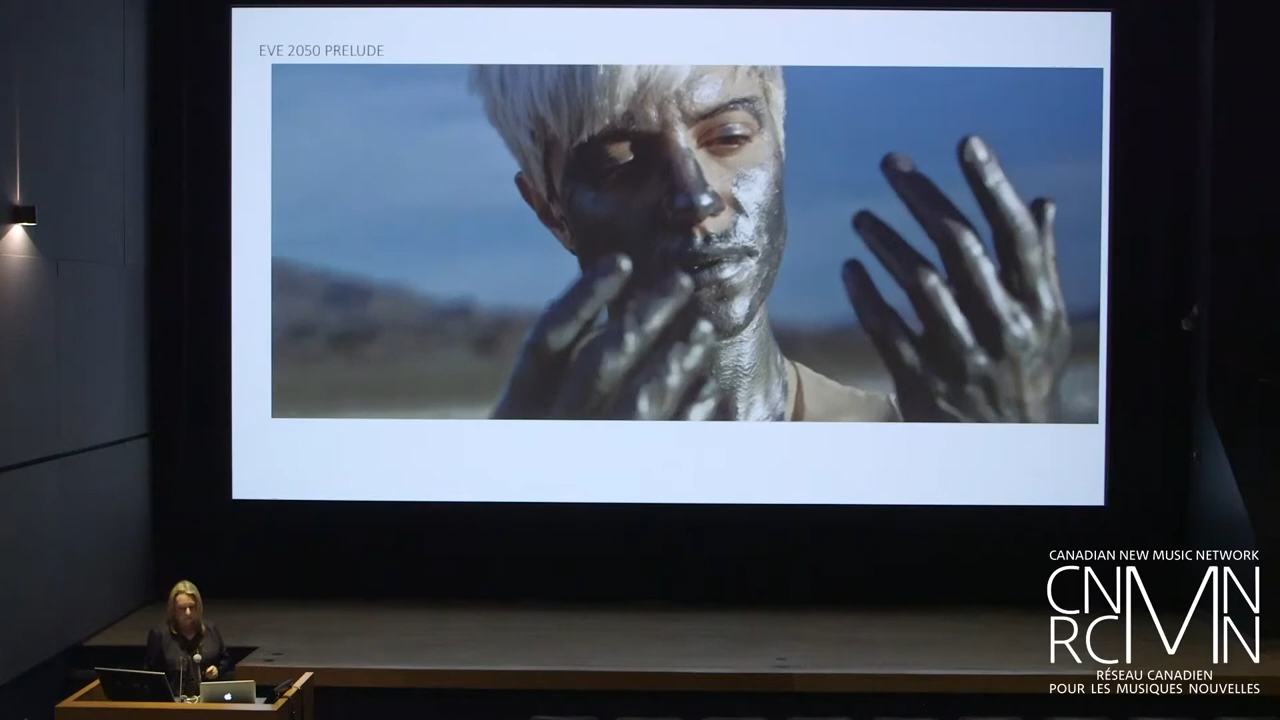 EVE 2050 PRELUDE
CANADIAN NEW MUSIC NETWORK
CNMN
RCMN
RÉSEAU CANADIEN
POUR LES MUSIQUES NOUVELLES